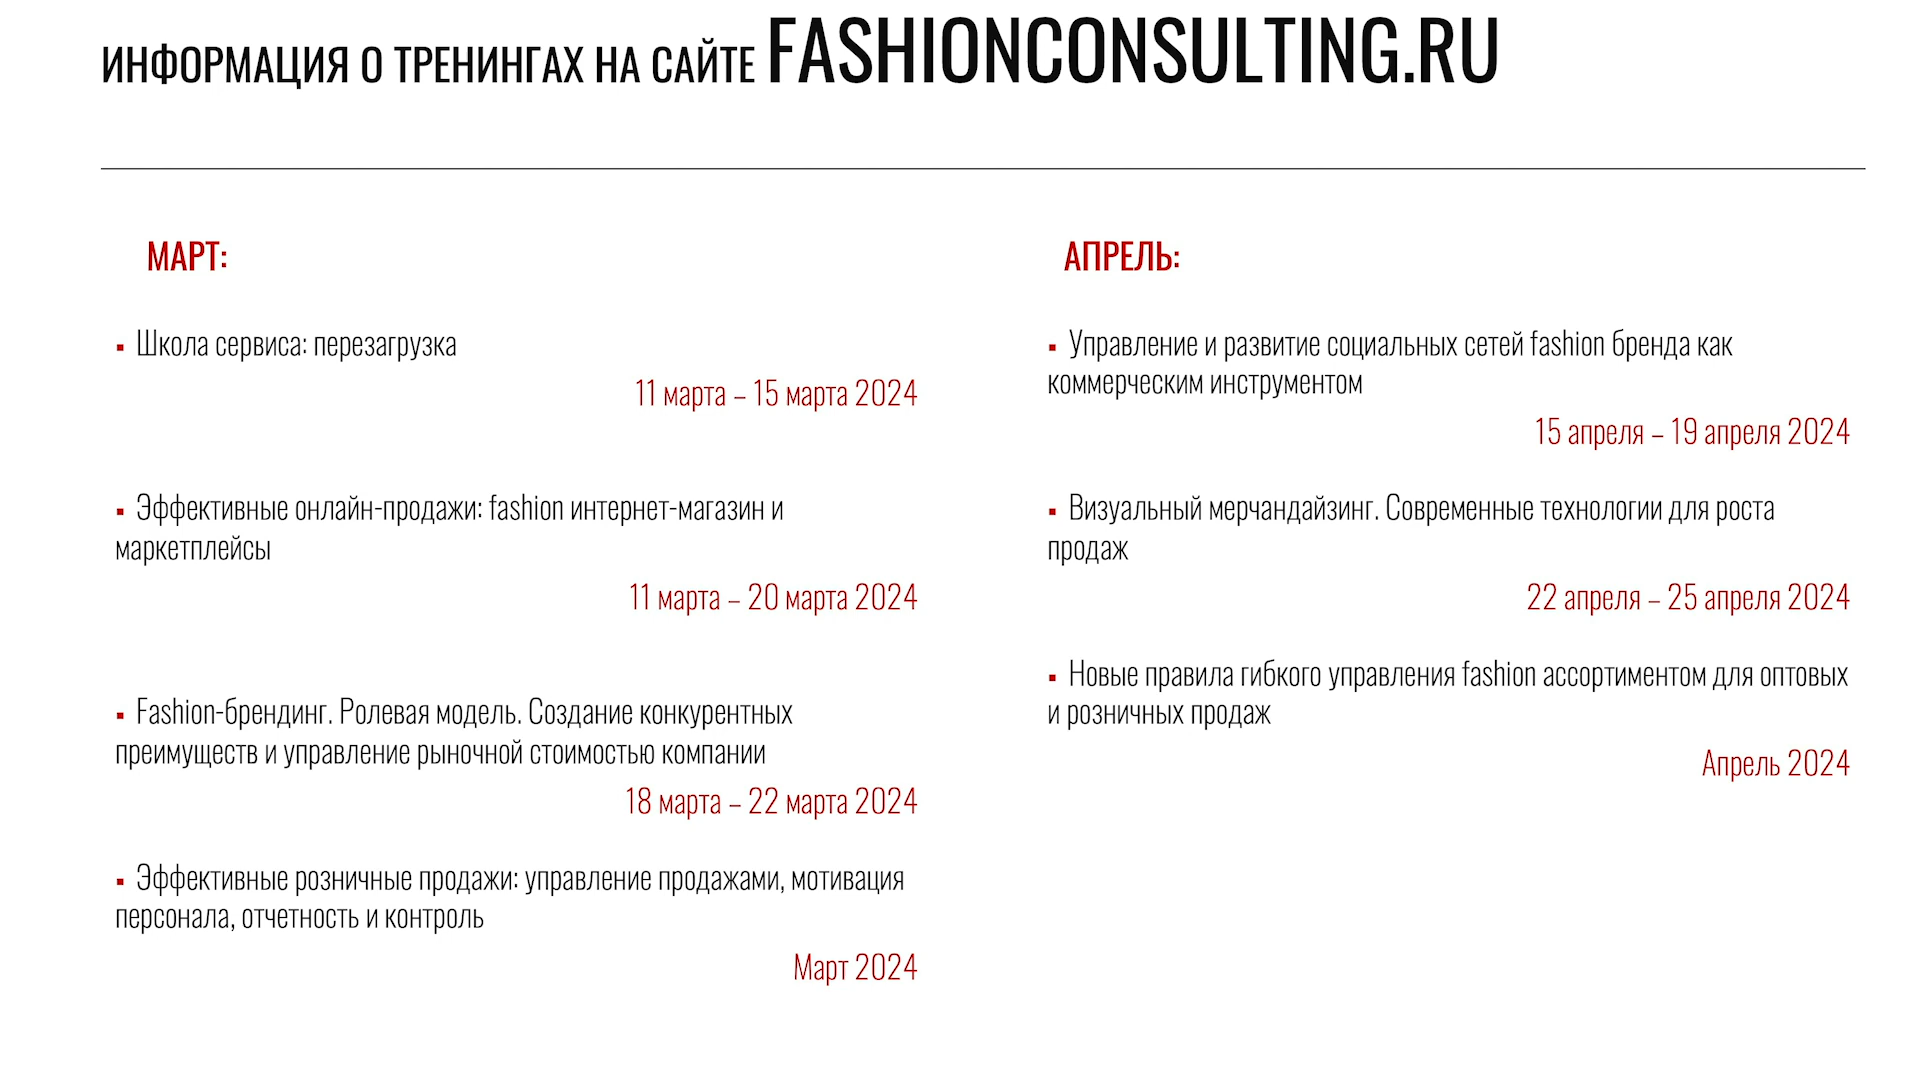 ИНФОРМАЦИЯ О ТРЕНИНГАХ НА САЙТЕ FASHIONCONSULTING.RU
МАРТ:
▪ Школа сервиса: перезагрузка
11 марта – 15 марта 2024
▪ Эффективные онлайн-продажи: fashion интернет-магазин и
маркетплейсы
11 марта – 20 марта 2024
▪ Fashion-брендинг. Ролевая модель. Создание конкурентных
преимуществ и управление рыночной стоимостью компании
18 марта – 22 марта 2024
▪ Эффективные розничные продажи: управление продажами, мотивация
персонала, отчетность и контроль
Март 2024
АПРЕЛЬ:
▪ Управление и развитие социальных сетей fashion бренда как
коммерческим инструментом
15 апреля – 19 апреля 2024
▪ Визуальный мерчандайзинг. Современные технологии для роста
продаж
22 апреля – 25 апреля 2024
▪ Новые правила гибкого управления fashion ассортиментом для оптовых
и розничных продаж
Апрель 2024